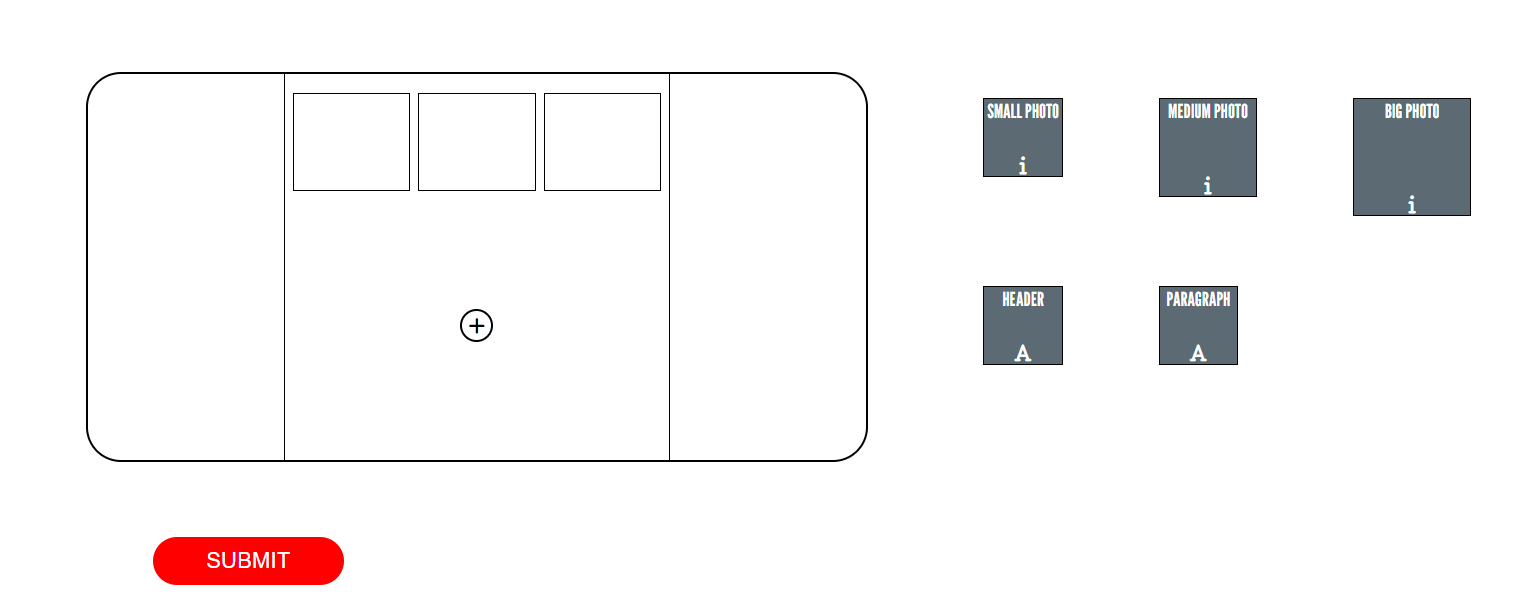 SMALL PHOTO
i
MEDIUM PHOTO
i
BIG PHOTO
i
HEADER
A
PARAGRAPH
A
SUBMIT